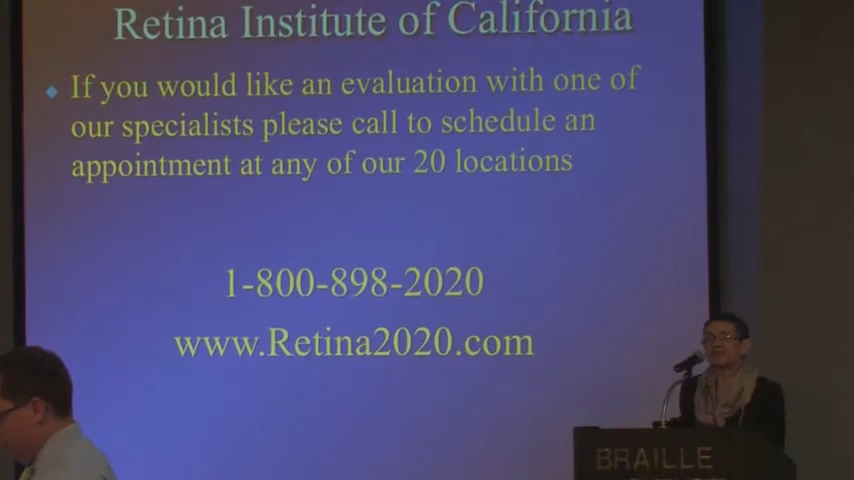 Retina Institute of California
If you would like an evaluation with one of
our specialists please call to schedule an
appointment at any of our 20 locations
1-800-898-2020
www.Retina2020.com
BRAILLE